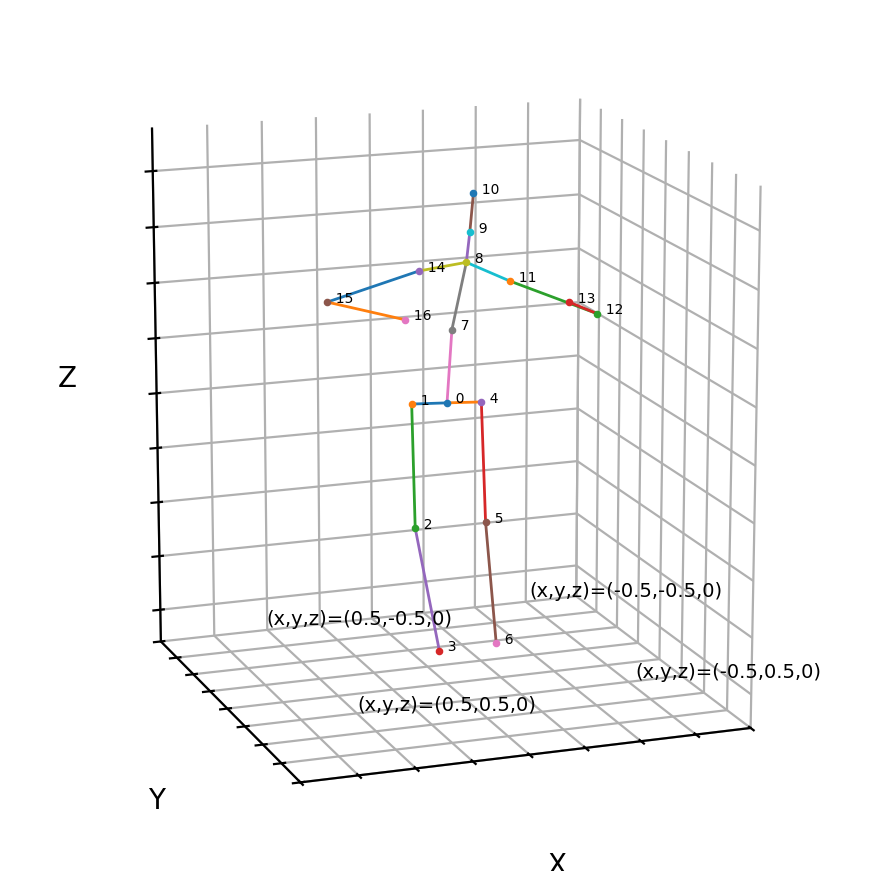 10
9
8
14
11
15
13
16
12
7
Z
1 0 4
2
5
(x,y,z)=(-0.5,-0.5,0)
(x,y,z)=(0.5,-0.5,0)
6
3
(x,y,z)=(-0.5,0.5,0)
(x,y,z)=(0.5,0.5,0)
Y
X